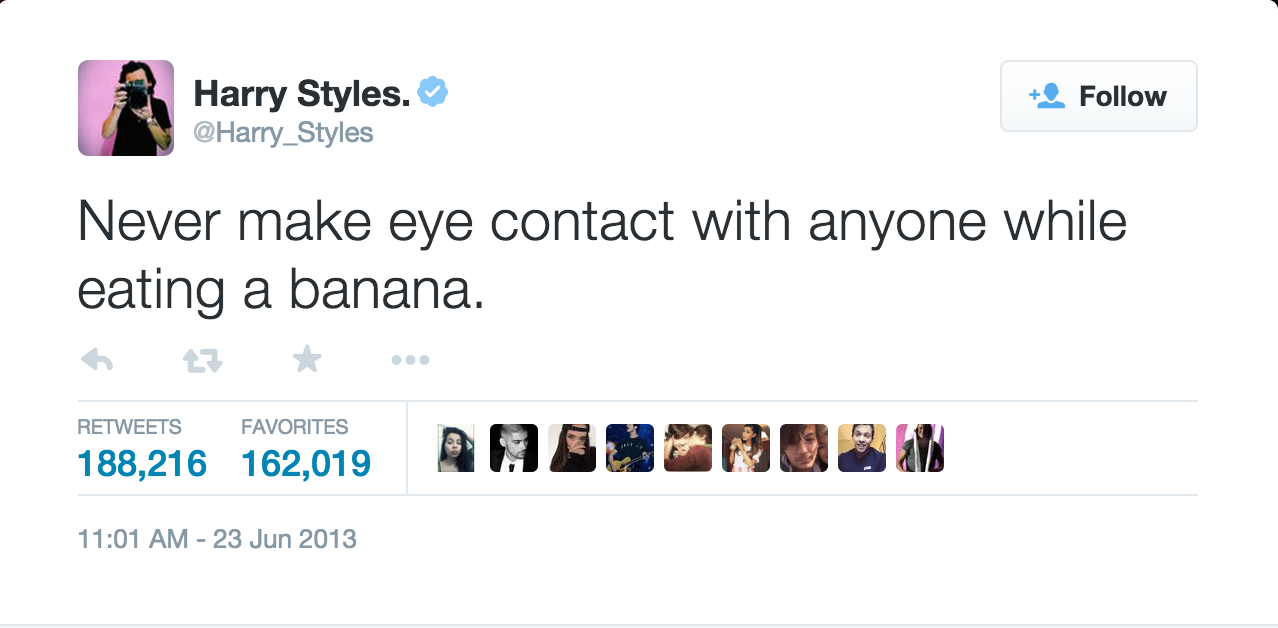 Harry Styles.
@Harry_Styles
Follow
Never make eye contact with anyone while
eating a banana.
RETWEETS FAVORITES
188,216 162,019
11:01 AM - 23 Jun 2013